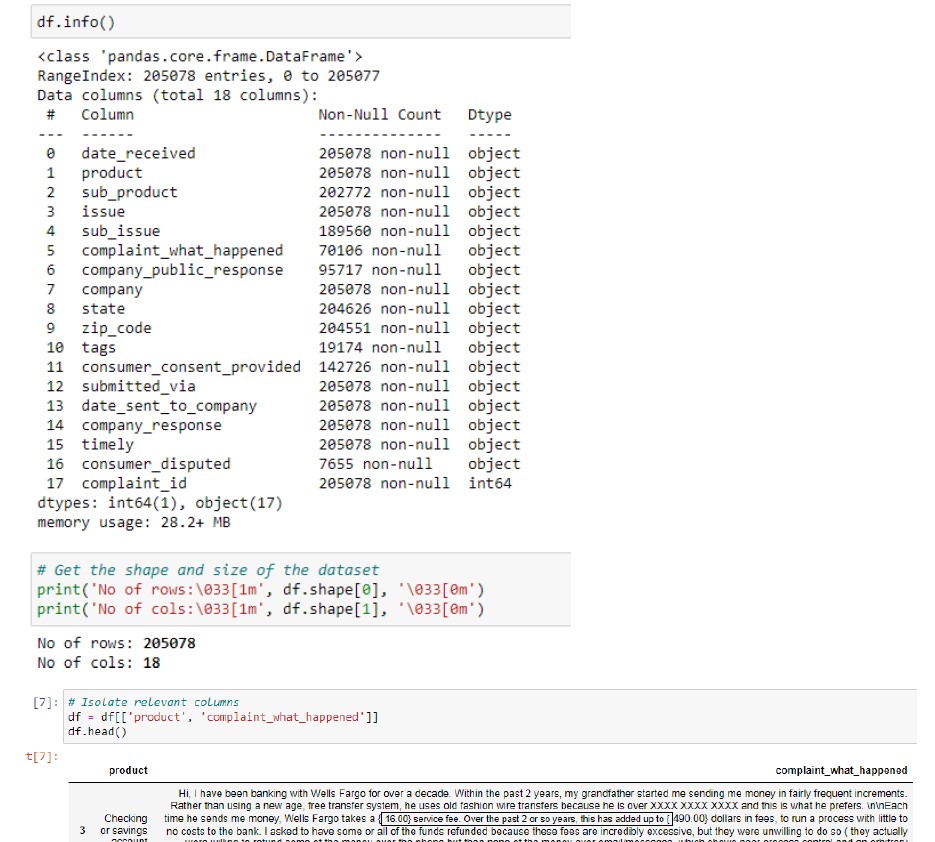 df.info()
<class 'pandas.core.frame.DataFrame'>
RangeIndex: 205078 entries, 0 to 205077
Data columns (total 18 columns):
# Column Non-Null Count Dtype
--- ------ -------------- -----
0 date_received 205078 non-null object
1 product 205078 non-null object
2 sub_product 202772 non-null object
3 issue 205078 non-null object
4 sub_issue 189560 non-null object
5 complaint_what_happened 70106 non-null object
6 company_public_response 95717 non-null object
7 company 205078 non-null object
8 state 204626 non-null object
9 zip_code 204551 non-null object
10 tags 19174 non-null object
11 consumer_consent_provided 142726 non-null object
12 submitted_via 205078 non-null object
13 date_sent_to_company 205078 non-null object
14 company_response 205078 non-null object
15 timely 205078 non-null object
16 consumer_disputed 7655 non-null object
17 complaint_id 205078 non-null int64
dtypes: int64(1), object(17)
memory usage: 28.2+ MB
# Get the shape and size of the dataset
print('No of rows:\033[1m', df.shape[0], '\033[0m')
print('No of cols:\033[1m', df.shape[1], '\033[0m')
No of rows: 205078
No of cols: 18
[7]: # Isolate relevant columns
df = df[['product', 'complaint_what_happened']]
df.head()
t[7]:
product complaint_what_happened
Hi, I have been banking with Wells Fargo for over a decade. Within the past 2 years, my grandfather started me sending me money in fairly frequent increments.
Rather than using a new age, free transfer system, he uses old fashion wire transfers because he is over XXXX XXXX XXXX and this is what he prefers. \n\nEach
Checking time he sends me money, Wells Fargo takes a { 16.00} service fee. Over the past 2 or so years, this has added up to { 490.00} dollars in fees, to run a process with little to
3 or savings no costs to the bank. I asked to have some or all of the funds refunded because these fees are incredibly excessive, but they were unwilling to do so ( they actually